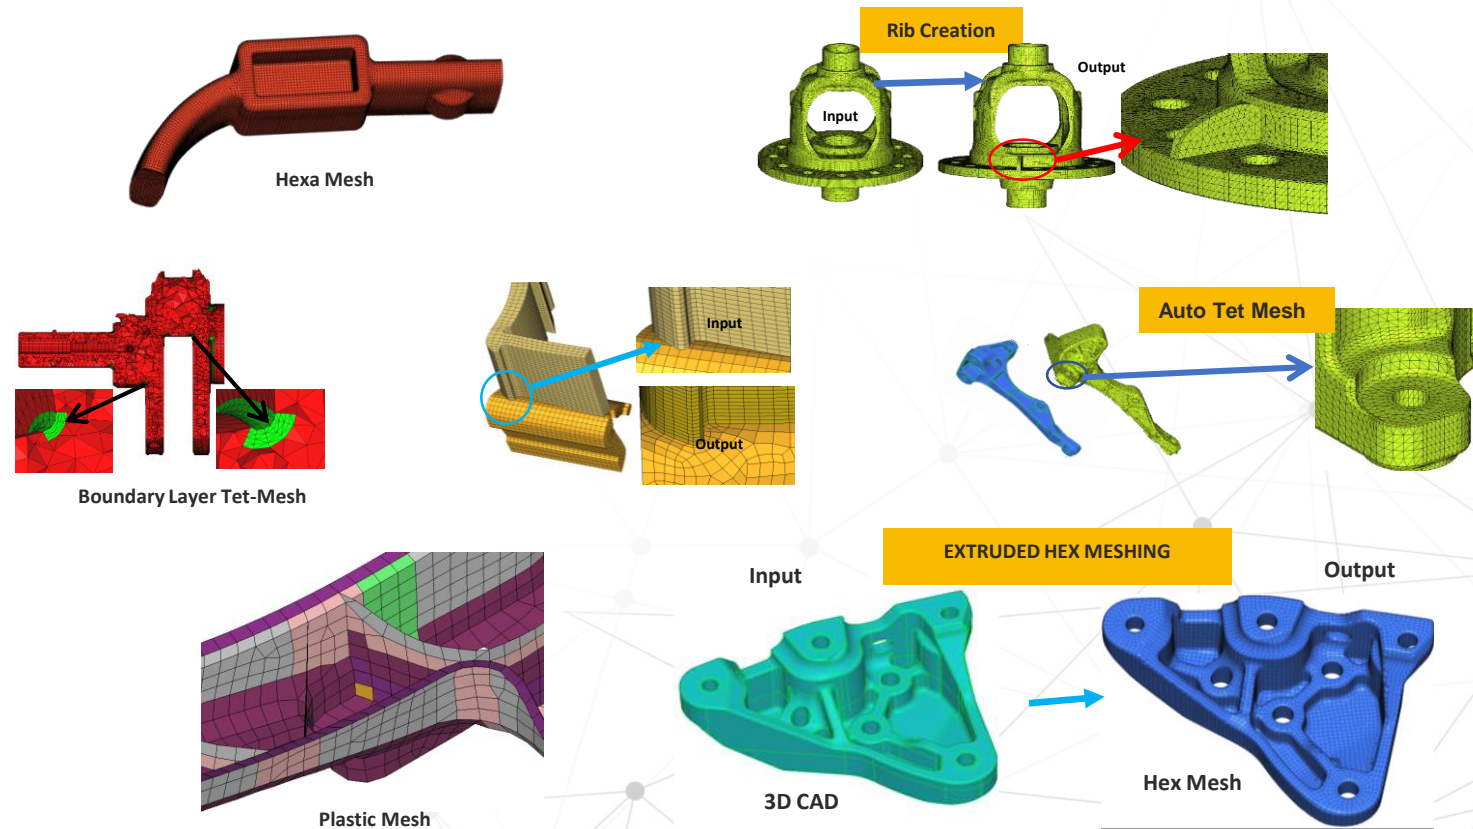 Rib Creation
Output
Input
Hexa Mesh
Input
Output
Auto Tet Mesh
Boundary Layer Tet-Mesh
EXTRUDED HEX MESHING
Input
Output
3D CAD
Hex Mesh
Plastic Mesh